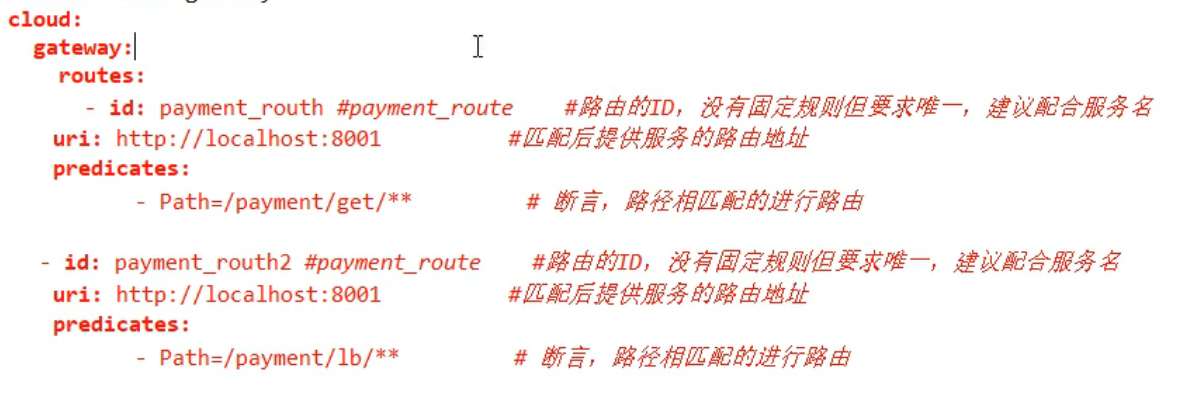 cloud:
gateway:
routes:
- id: payment_routh #payment_route #路由的ID，没有固定规则但要求唯一，建议配合服务名
uri: http://localhost:8001 #匹配后提供服务的路由地址
predicates:
- Path=/payment/get/** # 断言，路径相匹配的进行路由
- id: payment_routh2 #payment_route #路由的ID，没有固定规则但要求唯一，建议配合服务名
uri: http://localhost:8001 #匹配后提供服务的路由地址
predicates:
- Path=/payment/lb/** # 断言，路径相匹配的进行路由